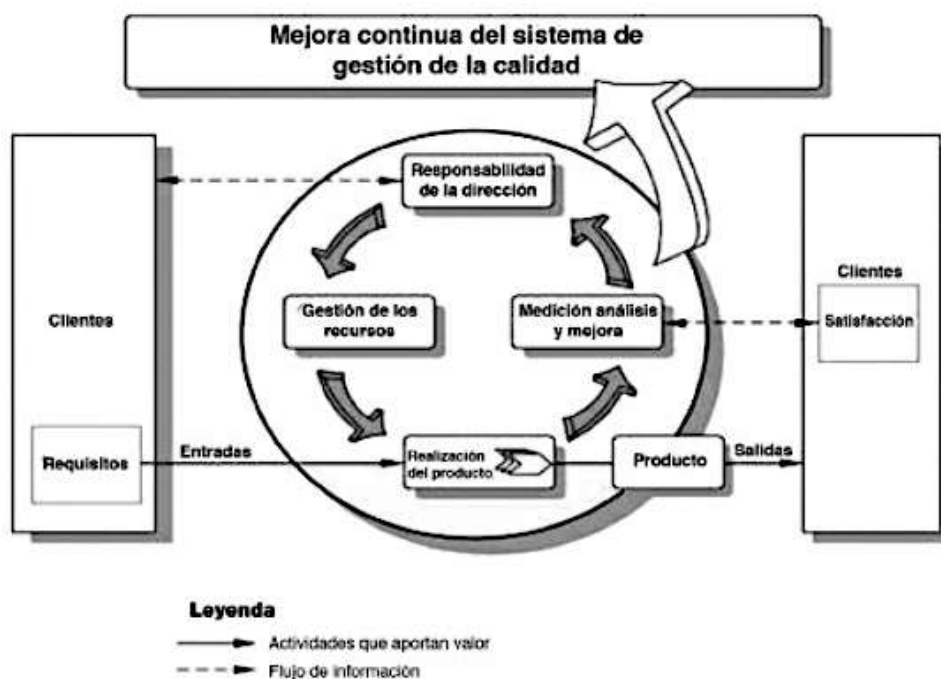 Mejora continua del sistema de
gestión de la calidad
Responsabilidad
de la dirección
Clientes
Gestión de los
recursos
Medición análisis
y mejora
Clientes
Satisfacción
Requisitos
Entradas
Realización
del producto
Producto
Salidas
Leyenda
Actividades que aportan valor
Flujo de información